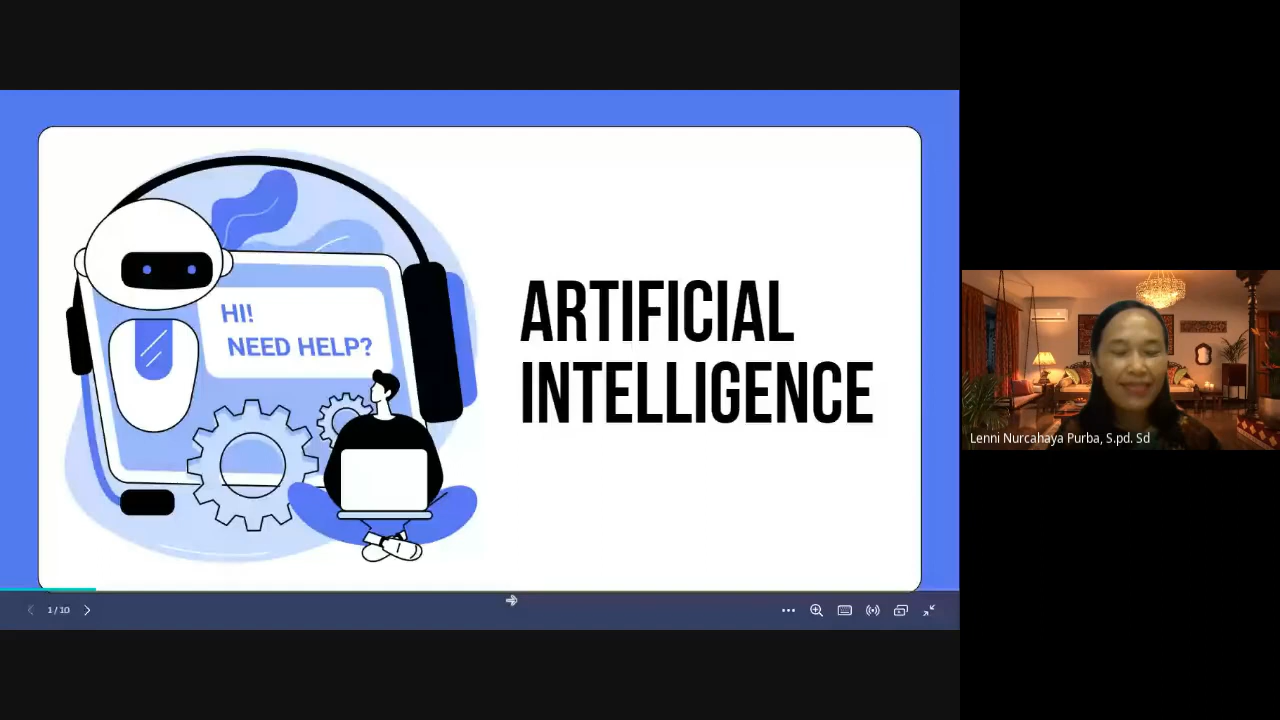 HI!
NEED HELP?
ARTIFICIAL
INTELLIGENCE
1 / 10
Lenni Nurcahaya Purba, S.pd. Sd